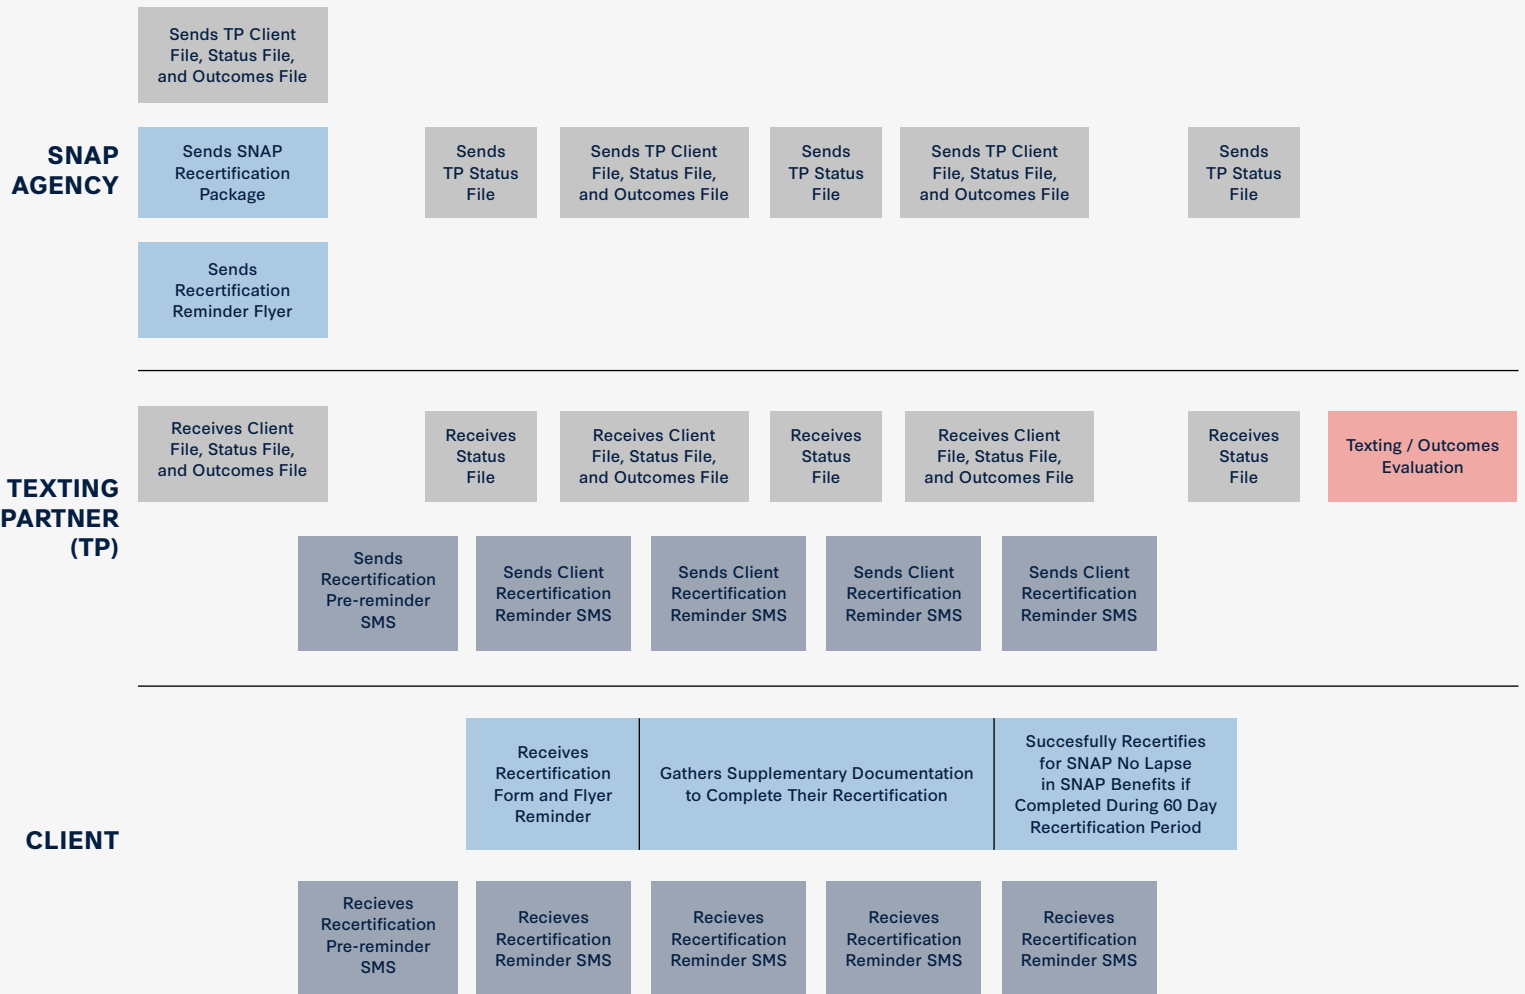 SNAP
AGENCY
Sends TP Client
File, Status File,
and Outcomes File
Sends SNAP
Recertification
Package
Sends
TP Status
File
Sends TP Client
File, Status File,
and Outcomes File
Sends
TP Status
File
Sends TP Client
File, Status File,
and Outcomes File
Sends
TP Status
File
Sends
Recertification
Reminder Flyer
TEXTING
PARTNER
(TP)
Receives Client
File, Status File,
and Outcomes File
Receives
Status
File
Receives Client
File, Status File,
and Outcomes File
Receives
Status
File
Receives Client
File, Status File,
and Outcomes File
Receives
Status
File
Texting / Outcomes
Evaluation
Sends
Recertification
Pre-reminder
SMS
Sends Client
Recertification
Reminder SMS
Sends Client
Recertification
Reminder SMS
Sends Client
Recertification
Reminder SMS
Sends Client
Recertification
Reminder SMS
CLIENT
Receives
Recertification
Form and Flyer
Reminder
Gathers Supplementary Documentation
to Complete Their Recertification
Succesfully Recertifies
for SNAP No Lapse
in SNAP Benefits if
Completed During 60 Day
Recertification Period
Recieves
Recertification
Pre-reminder
SMS
Recieves
Recertification
Reminder SMS
Recieves
Recertification
Reminder SMS
Recieves
Recertification
Reminder SMS
Recieves
Recertification
Reminder SMS